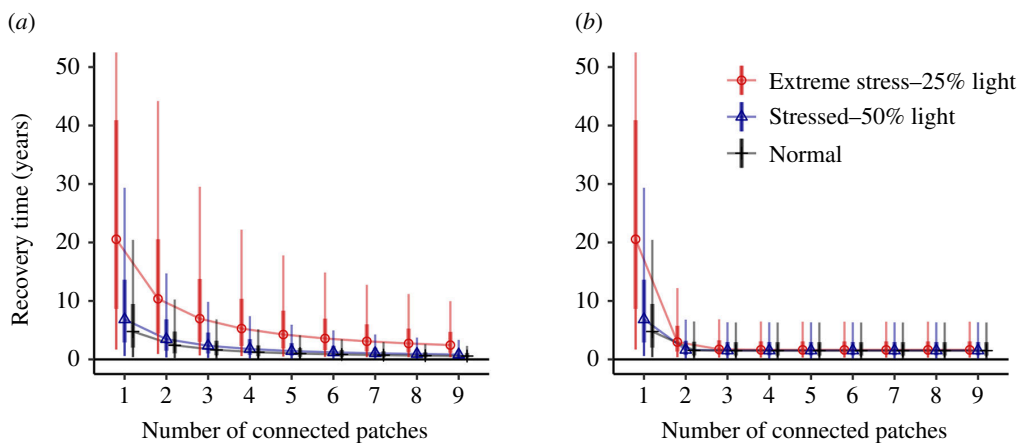 (a)
(b)
50
40
30
20
10
0
Recovery time (years)
1 2 3 4 5 6 7 8 9
Number of connected patches
50
40
30
20
10
0
Extreme stress–25% light
Stressed–50% light
Normal
1 2 3 4 5 6 7 8 9
Number of connected patches